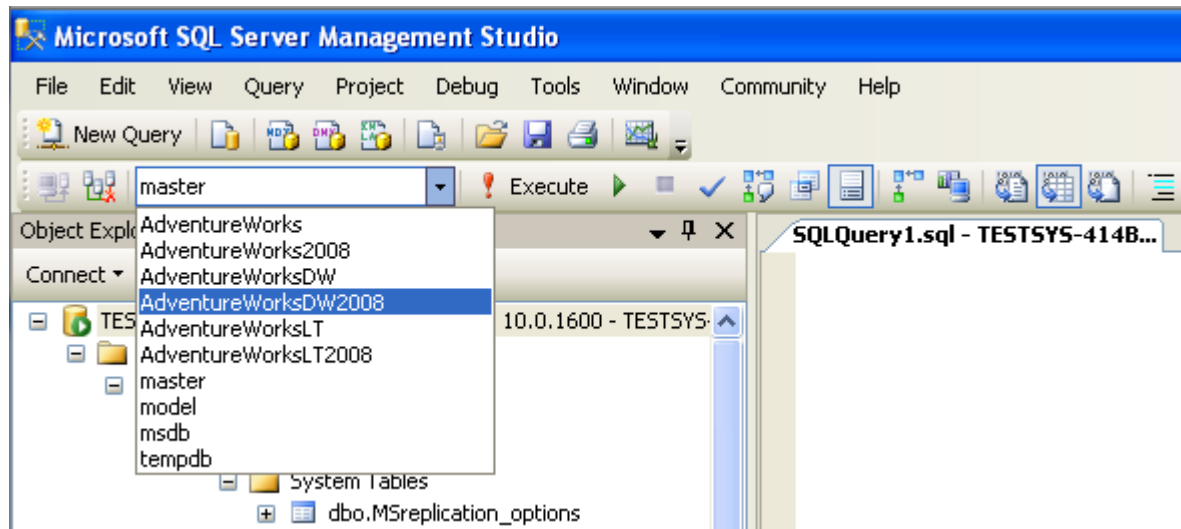 Microsoft SQL Server Management Studio
File Edit View Query Project Debug Tools Window Community Help
New Query
master Execute
Object Explo
SQLQuery1.sql - TESTSYS-414B...
Connect
AdventureWorks
AdventureWorks2008
AdventureWorksDW
AdventureWorksDW2008
AdventureWorksLT
AdventureWorksLT2008
master
model
msdb
tempdb
TES 10.0.1600 - TESTSYS-
System Tables
dbo.MSreplication_options